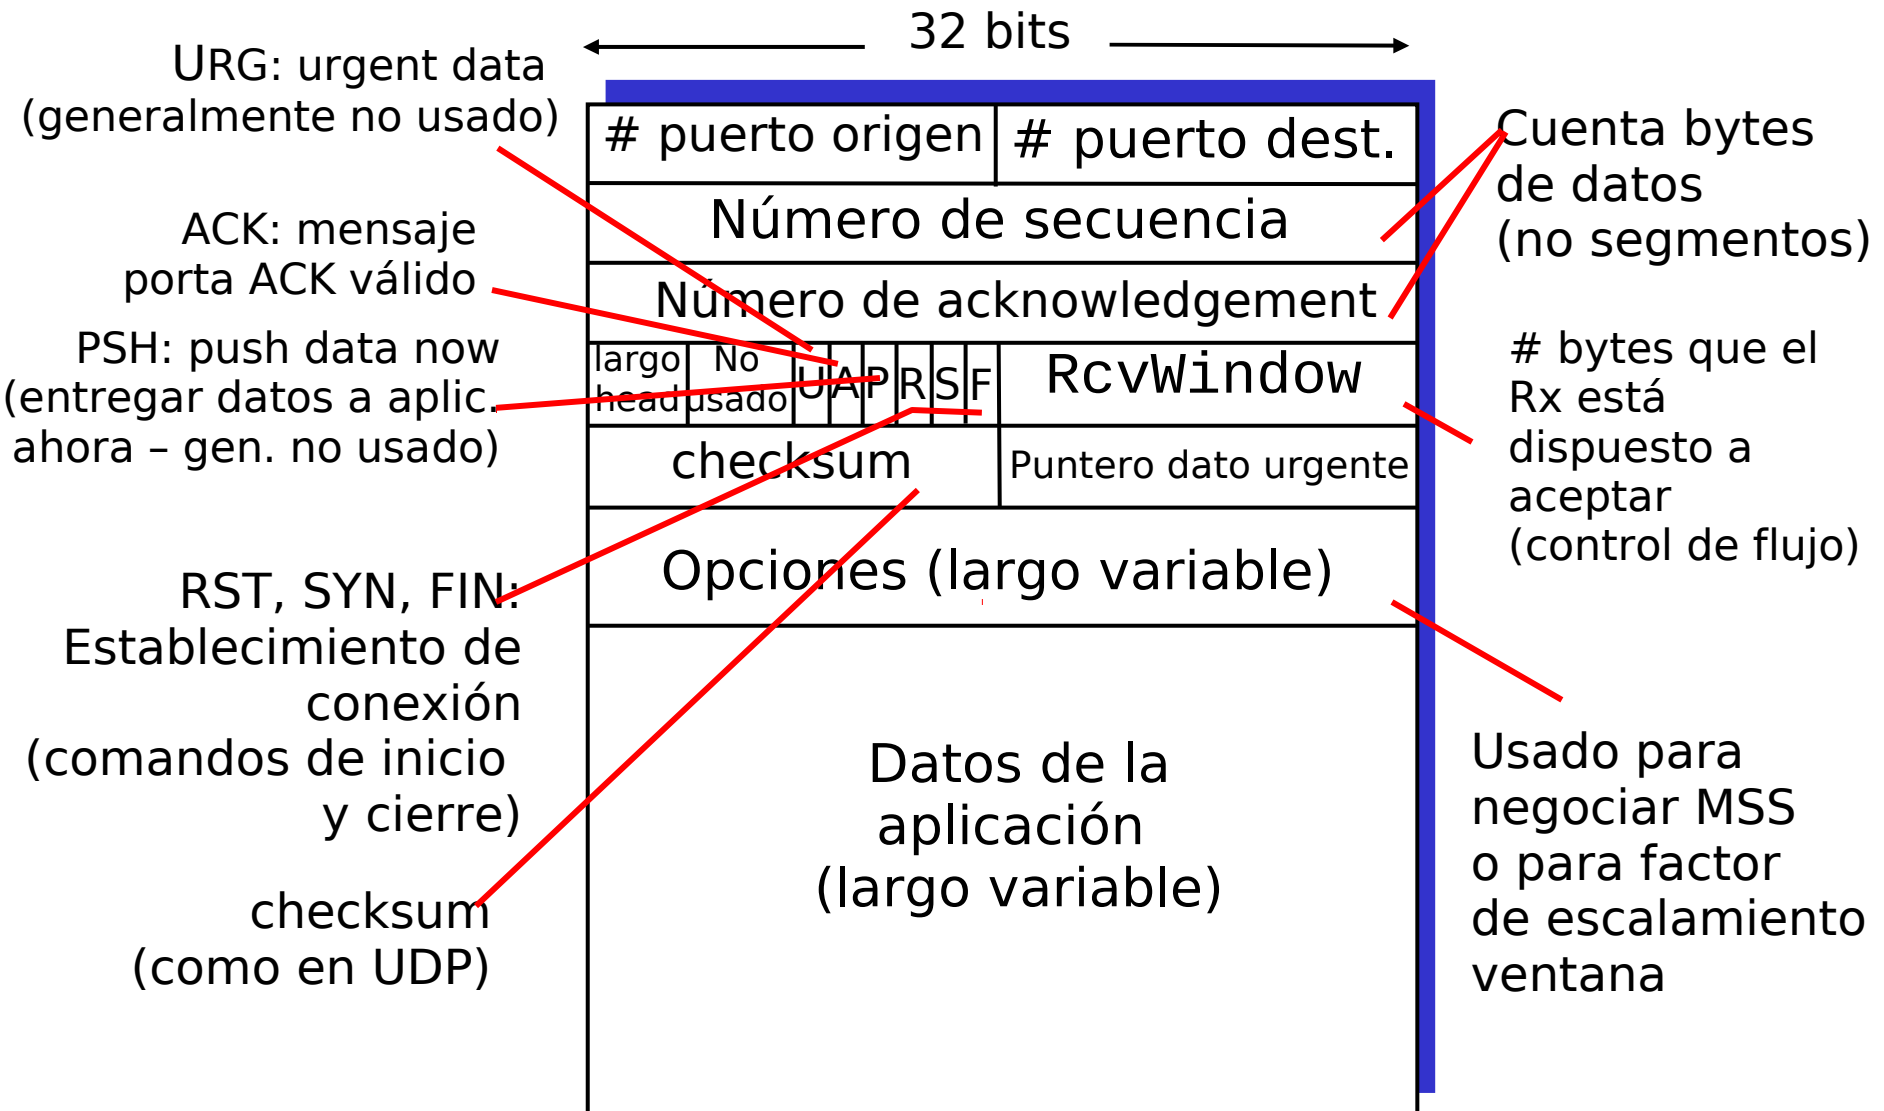 32 bits
URG: urgent data
(generalmente no usado)
ACK: mensaje
porta ACK válido
PSH: push data now
(entregar datos a aplic.
ahora – gen. no usado)
RST, SYN, FIN:
Establecimiento de
conexión
(comandos de inicio
y cierre)
checksum
(como en UDP)
# puerto origen
# puerto dest.
Número de secuencia
Número de acknowledgement
largo
head
No
usado
U
A
P
R
S
F
RcvWindow
checksum
Puntero dato urgente
Opciones (largo variable)
Datos de la
aplicación
(largo variable)
Cuenta bytes
de datos
(no segmentos)
# bytes que el
Rx está
dispuesto a
aceptar
(control de flujo)
Usado para
negociar MSS
o para factor
de escalamiento
ventana